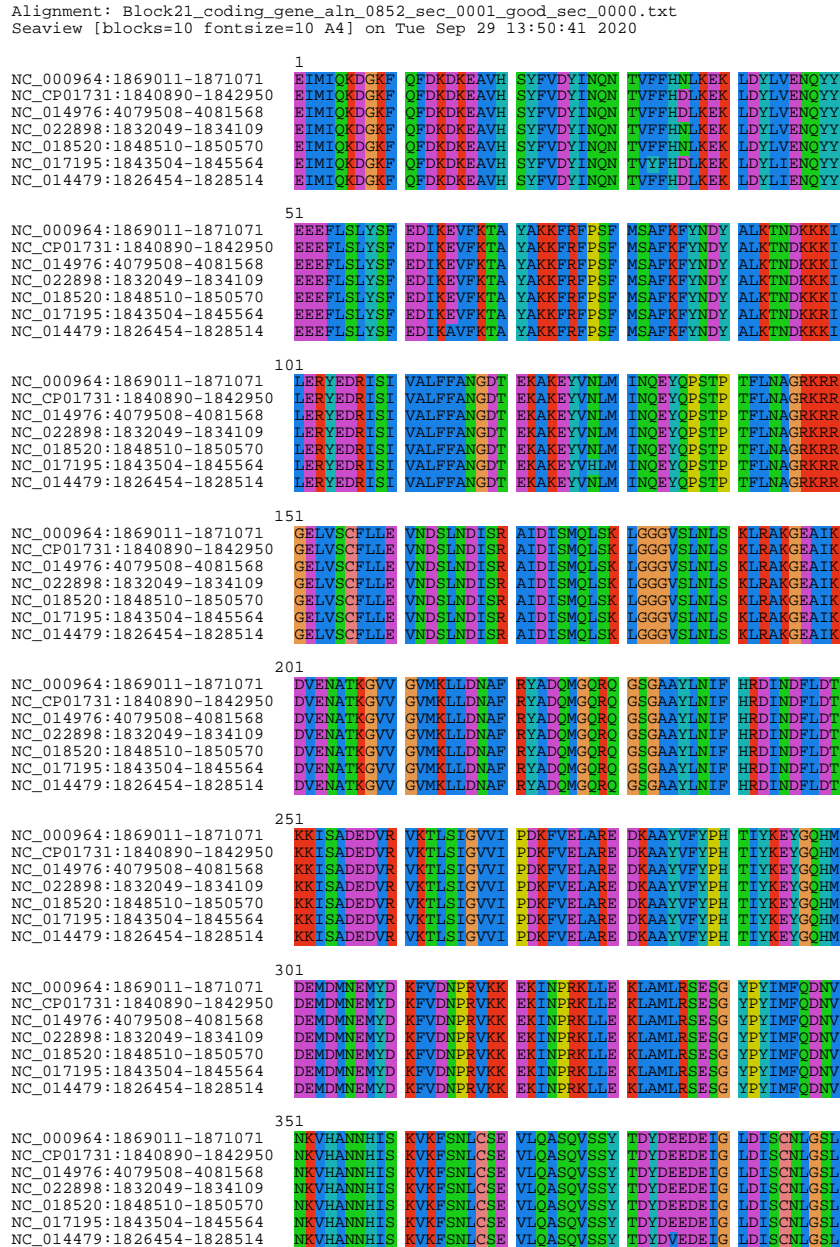 Alignment: Block21_coding_gene_aln_0852_sec_0001_good_sec_0000.txt
Seaview [blocks=10 fontsize=10 A4] on Tue Sep 29 13:50:41 2020
1
NC_000964:1869011-1871071 EIMIQKDGKF QFDKDKEAVH SYFVDYINQN TVFFHNLKEK LDYLVENQYY
NC_CP01731:1840890-1842950 EIMIQKDGKF QFDKDKEAVH SYFVDYINQN TVFFHDLKEK LDYLVENQYY
NC_014976:4079508-4081568 EIMIQKDGKF QFDKDKEAVH SYFVDYINQN TVFFHDLKEK LDYLVENQYY
NC_022898:1832049-1834109 EIMIQKDGKF QFDKDKEAVH SYFVDYINQN TVFFHNLKEK LDYLVENQYY
NC_018520:1848510-1850570 EIMIQKDGKF QFDKDKEAVH SYFVDYINQN TVFFHDLKEK LDYLVENQYY
NC_017195:1843504-1845564 EIMIQKDGKF QFDKDKEAVH SYFVDYINQN TVYFHDLKEK LDYLIENQYY
NC_014479:1826454-1828514 EIMIQKDGKF QFDKDKEAVH SYFVDYINQN TVFFHDLKEK LDYLIENQYY
51
NC_000964:1869011-1871071 EEEFLSLYSF EDIKEVFKTA YAKKFRFPSF MSAFKFYNDY ALKTNDKKKI
NC_CP01731:1840890-1842950 EEEFLSLYSF EDIKEVFKTA YAKKFRFPSF MSAFKFYNDY ALKTNDKKKI
NC_014976:4079508-4081568 EEEFLSLYSF EDIKEVFKTA YAKKFRFPSF MSAFKFYNDY ALKTNDKKKI
NC_022898:1832049-1834109 EEEFLSLYSF EDIKEVFKTA YAKKFRFPSF MSAFKFYNDY ALKTNDKKKI
NC_018520:1848510-1850570 EEEFLSLYSF EDIKEVFKTA YAKKFRFPSF MSAFKFYNDY ALKTNDKKKI
NC_017195:1843504-1845564 EEEFLSLYSF EDIKEVFKTA YAKKFRFPSF MSAFKFYNDY ALKTNDKKRI
NC_014479:1826454-1828514 EEEFLSLYSF EDIKAVFKTA YAKKFRFPSF MSAFKFYNDY ALKTNDKKRI
101
NC_000964:1869011-1871071 LERYEDRISI VALFFANGDT EKAKEYVNLM INQEYQPSTP TFLNAGRKRR
NC_CP01731:1840890-1842950 LERYEDRISI VALFFANGDT EKAKEYVNLM INQEYQPSTP TFLNAGRKRR
NC_014976:4079508-4081568 LERYEDRISI VALFFANGDT EKAKEYVNLM INQEYQPSTP TFLNAGRKRR
NC_022898:1832049-1834109 LERYEDRISI VALFFANGDT EKAKEYVNLM INQEYQPSTP TFLNAGRKRR
NC_018520:1848510-1850570 LERYEDRISI VALFFANGDT EKAKEYVNLM INQEYQPSTP TFLNAGRKRR
NC_017195:1843504-1845564 LERYEDRISI VALFFANGDT EKAKEYVHLM INQEYQPSTP TFLNAGRKRR
NC_014479:1826454-1828514 LERYEDRISI VALFFANGDT EKAKEYVNLM INQEYQPSTP TFLNAGRKRR
151
NC_000964:1869011-1871071 GELVSCFLLE VNDSLNDISR AIDISMQLSK LGGGVSLNLS KLRAKGEAIK
NC_CP01731:1840890-1842950 GELVSCFLLE VNDSLNDISR AIDISMQLSK LGGGVSLNLS KLRAKGEAIK
NC_014976:4079508-4081568 GELVSCFLLE VNDSLNDISR AIDISMQLSK LGGGVSLNLS KLRAKGEAIK
NC_022898:1832049-1834109 GELVSCFLLE VNDSLNDISR AIDISMQLSK LGGGVSLNLS KLRAKGEAIK
NC_018520:1848510-1850570 GELVSCFLLE VNDSLNDISR AIDISMQLSK LGGGVSLNLS KLRAKGEAIK
NC_017195:1843504-1845564 GELVSCFLLE VNDSLNDISR AIDISMQLSK LGGGVSLNLS KLRAKGEAIK
NC_014479:1826454-1828514 GELVSCFLLE VNDSLNDISR AIDISMQLSK LGGGVSLNLS KLRAKGEAIK
201
NC_000964:1869011-1871071 DVENATKGVV GVMKLLDNAF RYADQMGQRQ GSGAAYLNIF HRDINDFLDT
NC_CP01731:1840890-1842950 DVENATKGVV GVMKLLDNAF RYADQMGQRQ GSGAAYLNIF HRDINDFLDT
NC_014976:4079508-4081568 DVENATKGVV GVMKLLDNAF RYADQMGQRQ GSGAAYLNIF HRDINDFLDT
NC_022898:1832049-1834109 DVENATKGVV GVMKLLDNAF RYADQMGQRQ GSGAAYLNIF HRDINDFLDT
NC_018520:1848510-1850570 DVENATKGVV GVMKLLDNAF RYADQMGQRQ GSGAAYLNIF HRDINDFLDT
NC_017195:1843504-1845564 DVENATKGVV GVMKLLDNAF RYADQMGQRQ GSGAAYLNIF HRDINDFLDT
NC_014479:1826454-1828514 DVENATKGVV GVMKLLDNAF RYADQMGQRQ GSGAAYLNIF HRDINDFLDT
251
NC_000964:1869011-1871071 KKISADEDVR VKTLSIGVVI PDKFVELARE DKAAYVFYPH TIYKEYGQHM
NC_CP01731:1840890-1842950 KKISADEDVR VKTLSIGVVI PDKFVELARE DKAAYVFYPH TIYKEYGQHM
NC_014976:4079508-4081568 KKISADEDVR VKTLSIGVVI PDKFVELARE DKAAYVFYPH TIYKEYGQHM
NC_022898:1832049-1834109 KKISADEDVR VKTLSIGVVI PDKFVELARE DKAAYVFYPH TIYKEYGQHM
NC_018520:1848510-1850570 KKISADEDVR VKTLSIGVVI PDKFVELARE DKAAYVFYPH TIYKEYGQHM
NC_017195:1843504-1845564 KKISADEDVR VKTLSIGVVI PDKFVELARE DKAAYVFYPH TIYKEYGQHM
NC_014479:1826454-1828514 KKISADEDVR VKTLSIGVVI PDKFVELARE DKAAYVFYPH TIYKEYGQHM
301
NC_000964:1869011-1871071 DEMDMNEMYD KFVDNPRVKK EKINPRKLLE KLAMLRSESG YPYIMFQDNV
NC_CP01731:1840890-1842950 DEMDMNEMYD KFVDNPRVKK EKINPRKLLE KLAMLRSESG YPYIMFQDNV
NC_014976:4079508-4081568 DEMDMNEMYD KFVDNPRVKK EKINPRKLLE KLAMLRSESG YPYIMFQDNV
NC_022898:1832049-1834109 DEMDMNEMYD KFVDNPRVKK EKINPRKLLE KLAMLRSESG YPYIMFQDNV
NC_018520:1848510-1850570 DEMDMNEMYD KFVDNPRVKK EKINPRKLLE KLAMLRSESG YPYIMFQDNV
NC_017195:1843504-1845564 DEMDMNEMYD KFVDNPRVKK EKINPRKLLE KLAMLRSESG YPYIMFQDNV
NC_014479:1826454-1828514 DEMDMNEMYD KFVDNPRVKK EKINPRKLLE KLAMLRSESG YPYIMFQDNV
351
NC_000964:1869011-1871071 NKVHANNHIS KVKFSNLCSE VLQASQVSSY TDYDEEDEIG LDISCNLGSL
NC_CP01731:1840890-1842950 NKVHANNHIS KVKFSNLCSE VLQASQVSSY TDYDEEDEIG LDISCNLGSL
NC_014976:4079508-4081568 NKVHANNHIS KVKFSNLCSE VLQASQVSSY TDYDEEDEIG LDISCNLGSL
NC_022898:1832049-1834109 NKVHANNHIS KVKFSNLCSE VLQASQVSSY TDYDEEDEIG LDISCNLGSL
NC_018520:1848510-1850570 NKVHANNHIS KVKFSNLCSE VLQASQVSSY TDYDEEDEIG LDISCNLGSL
NC_017195:1843504-1845564 NKVHANNHIS KVKFSNLCSE VLQASQVSSY TDYDEEDEIG LDISCNLGSL
NC_014479:1826454-1828514 NKVHANNHIS KVKFSNLCSE VLQASQVSSY TDYDVEDEIG LDISCNLGSL